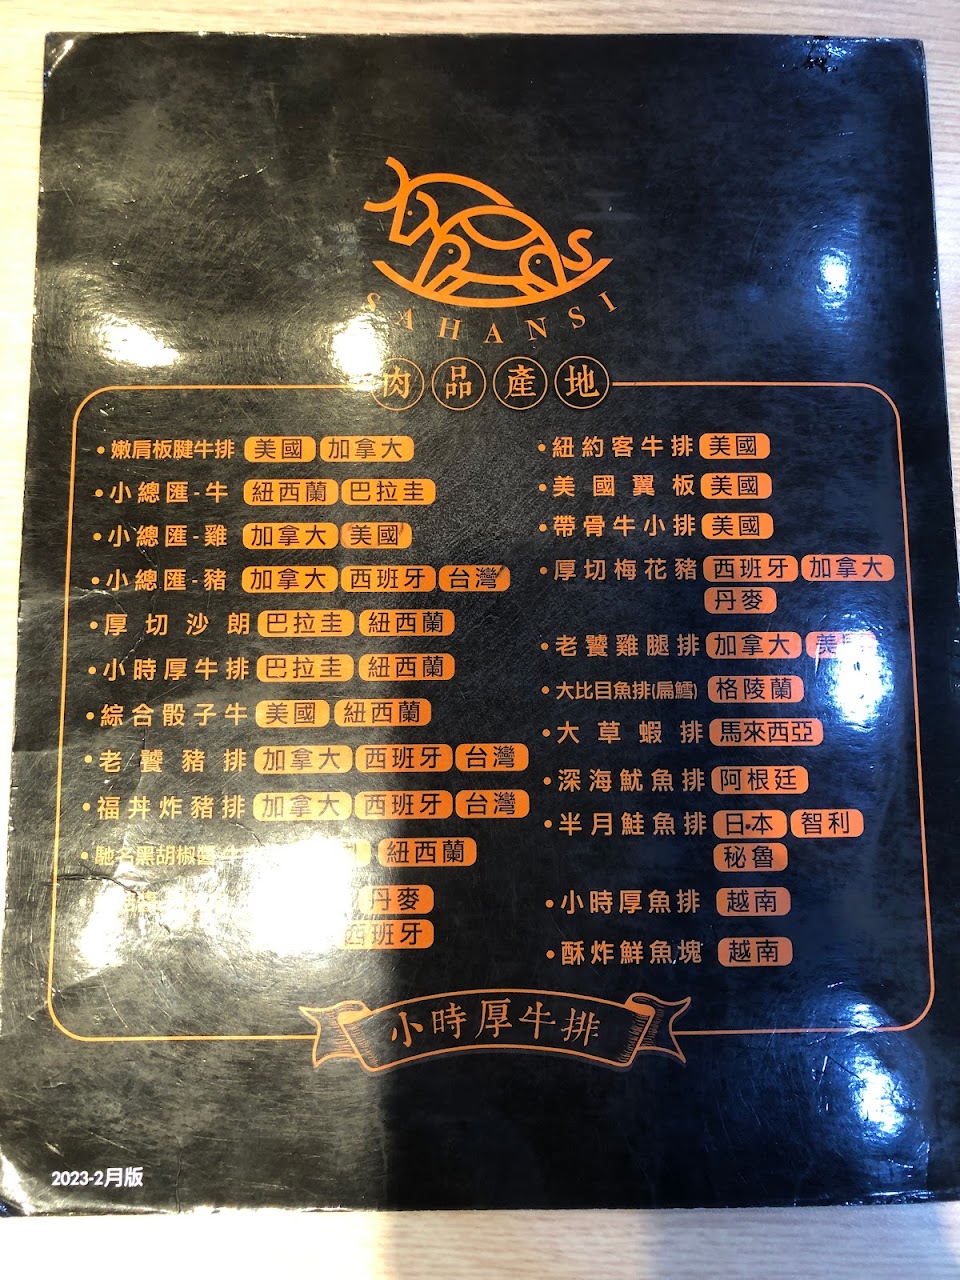 SAHANSI
肉品產地
•嫩肩板腱牛排 美國 加拿大
•小總匯-牛 紐西蘭 巴拉圭
•小總匯-雞 加拿大 美國
•小總匯-豬 加拿大 西班牙 台灣
•厚切沙朗 巴拉圭 紐西蘭
•小時厚牛排 巴拉圭 紐西蘭
•綜合骰子牛 美國 紐西蘭
•老饕豬排 加拿大 西班牙 台灣
•福丼炸豬排 加拿大 西班牙 台灣
•馳名黑胡椒醬-牛 紐西蘭
丹麥
西班牙
•紐約客牛排 美國
•美國翼板 美國
•帶骨牛小排 美國
•厚切梅花豬 西班牙 加拿大
丹麥
•老饕雞腿排 加拿大 美國
•大比目魚排(扁鱈) 格陵蘭
•大草蝦排 馬來西亞
•深海魷魚排 阿根廷
•半月鮭魚排 日本 智利
秘魯
•小時厚魚排 越南
•酥炸鮮魚塊 越南
小時厚牛排
2023-2月版